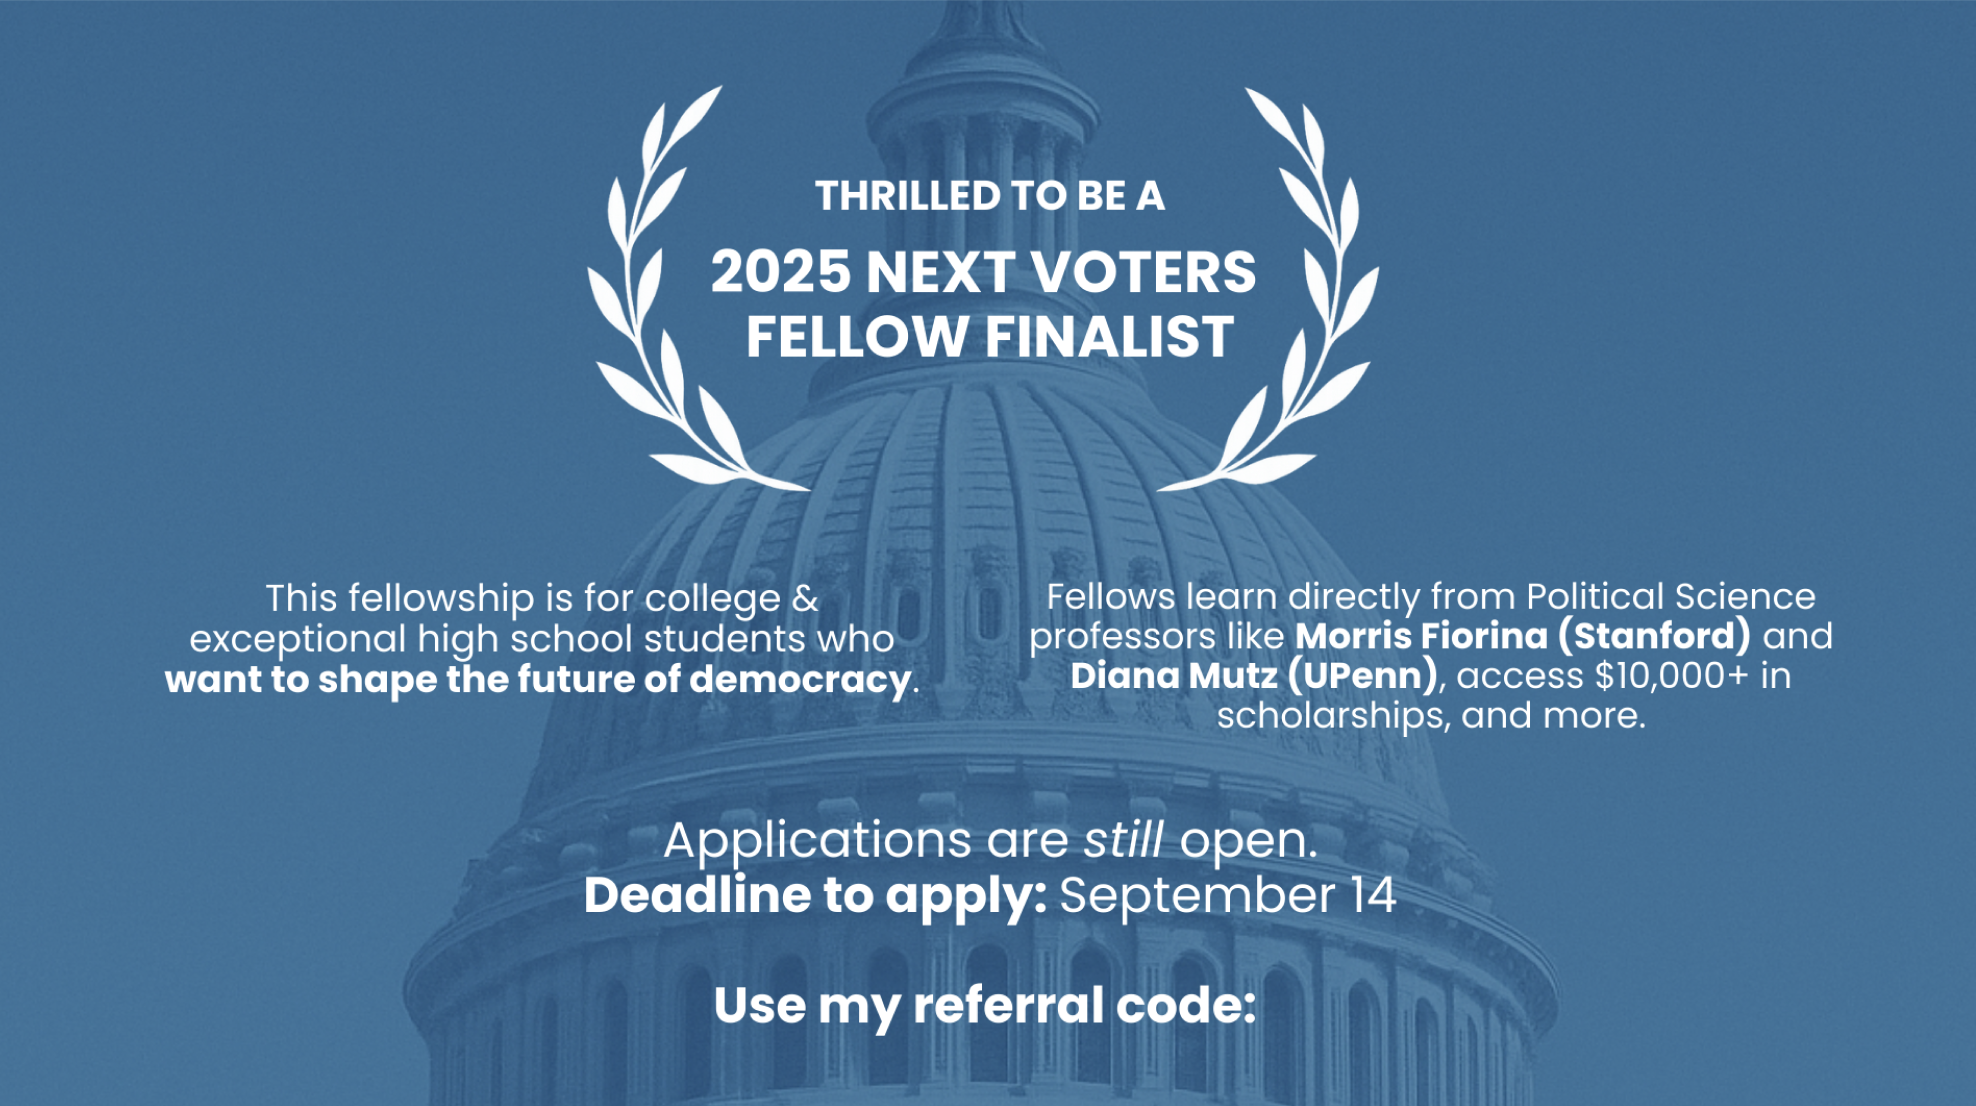 THRILLED TO BE A
2025 NEXT VOTERS
FELLOW FINALIST
This fellowship is for college &
exceptional high school students who
want to shape the future of democracy.
Fellows learn directly from Political Science
professors like Morris Fiorina (Stanford) and
Diana Mutz (UPenn), access $10,000+ in
scholarships, and more.
Applications are still open.
Deadline to apply: September 14
Use my referral code: